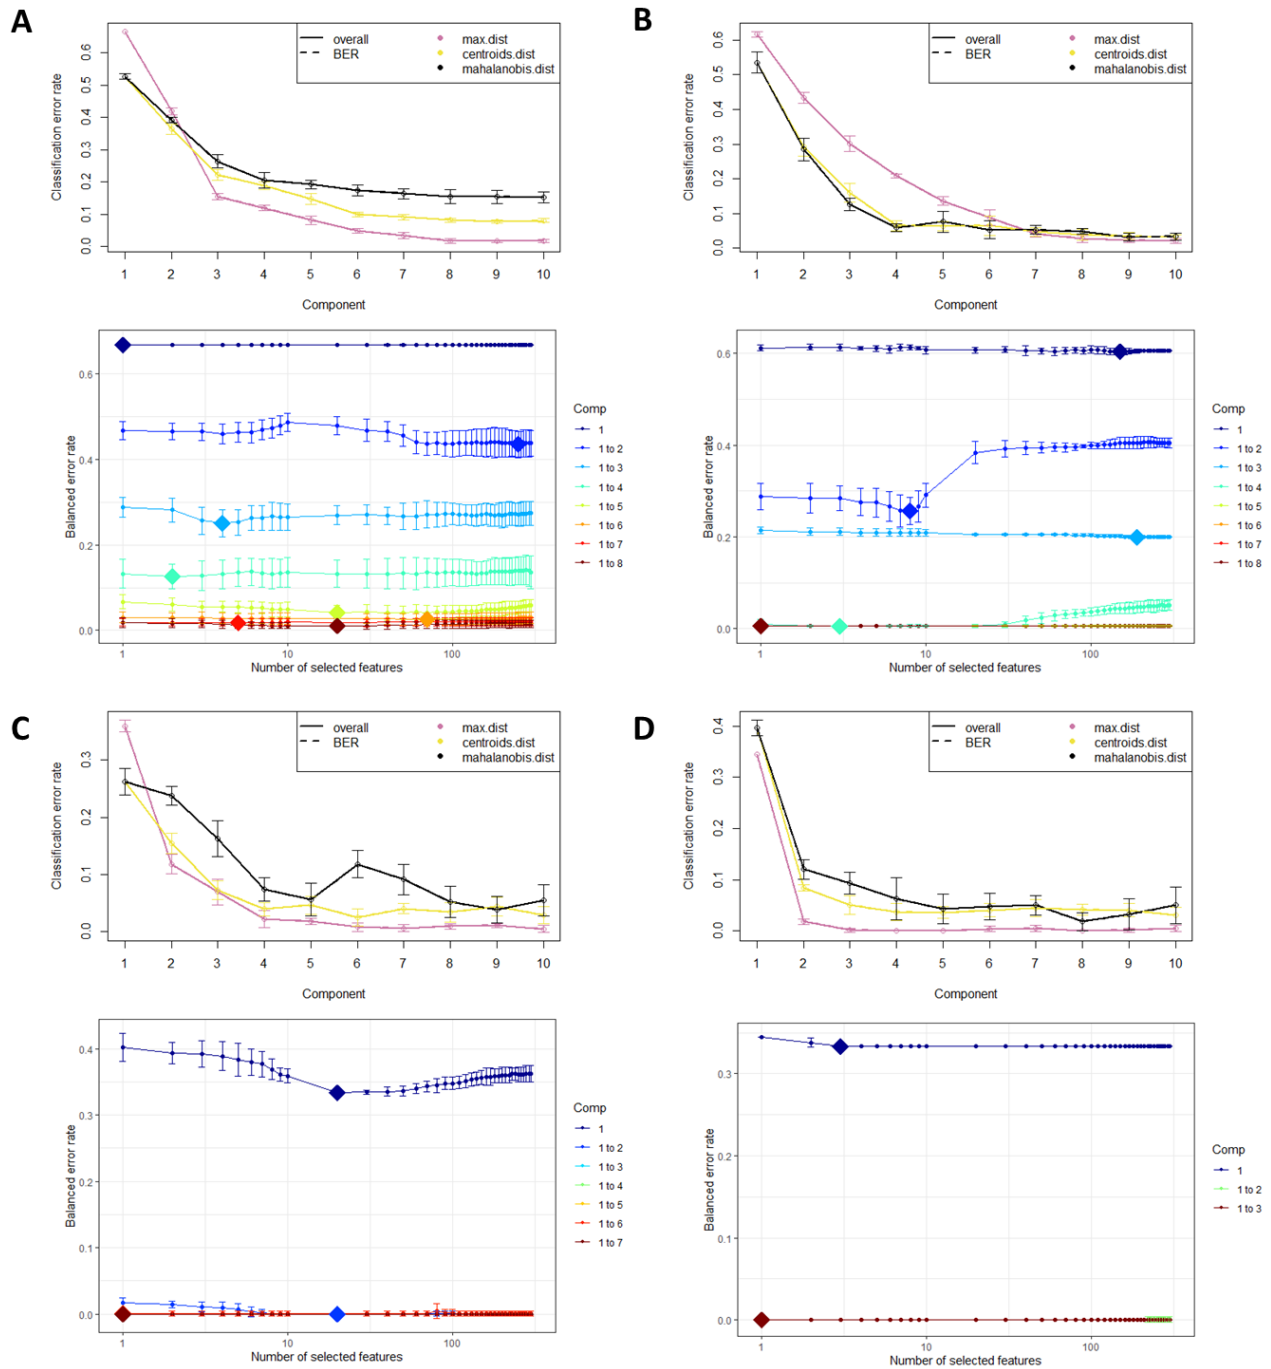 A
Classification error rate
0.6
0.5
0.4
0.3
0.2
0.1
0.0
overall
BER
max.dist
centroids.dist
mahalanobis.dist
1 2 3 4 5 6 7 8 9 10
Component
Balanced error rate
0.6
0.4
0.2
0.0
1 10 100
Number of selected features
Comp
1
1 to 2
1 to 3
1 to 4
1 to 5
1 to 6
1 to 7
1 to 8
B
Classification error rate
0.6
0.5
0.4
0.3
0.2
0.1
0.0
overall
BER
max.dist
centroids.dist
mahalanobis.dist
1 2 3 4 5 6 7 8 9 10
Component
Balanced error rate
0.6
0.4
0.2
0.0
1 10 100
Number of selected features
Comp
1
1 to 2
1 to 3
1 to 4
1 to 5
1 to 6
1 to 7
1 to 8
C
Classification error rate
0.3
0.2
0.1
0.0
overall
BER
max.dist
centroids.dist
mahalanobis.dist
1 2 3 4 5 6 7 8 9 10
Component
Balanced error rate
0.4
0.3
0.2
0.1
0.0
1 10 100
Number of selected features
Comp
1
1 to 2
1 to 3
1 to 4
1 to 5
1 to 6
1 to 7
D
Classification error rate
0.4
0.3
0.2
0.1
0.0
overall
BER
max.dist
centroids.dist
mahalanobis.dist
1 2 3 4 5 6 7 8 9 10
Component
Balanced error rate
0.3
0.2
0.1
0.0
1 10 100
Number of selected features
Comp
1
1 to 2
1 to 3